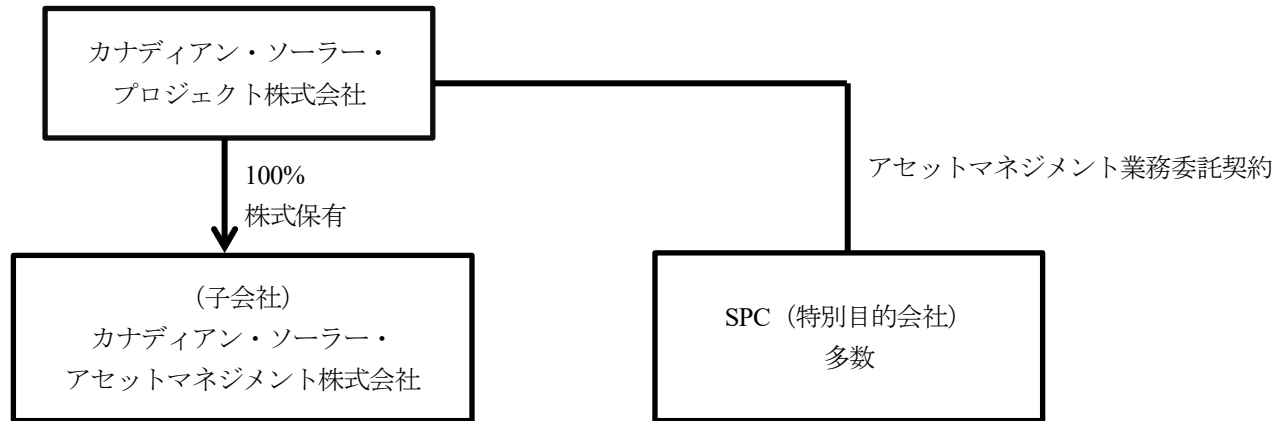 カナディアン・ソーラー・
プロジェクト株式会社
100%
株式保有
アセットマネジメント業務委託契約
(子会社)
カナディアン・ソーラー・
アセットマネジメント株式会社
SPC（特別目的会社）
多数